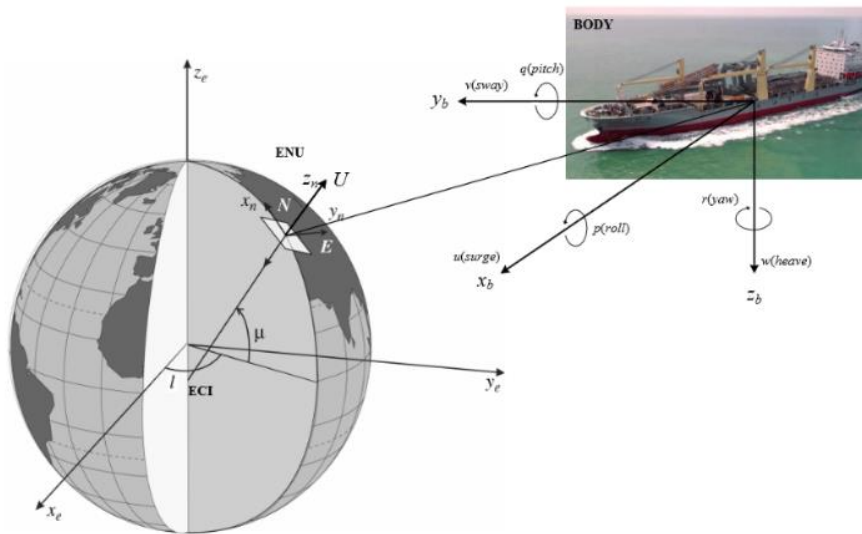 BODY
q(pitch)
v(sway)
y_b
z_e
ENU
z_n U
x_n N
y_n
E
r(yaw)
p(roll)
u(surge)
x_b
w(heave)
z_b
μ
l
ECI
y_e
x_e